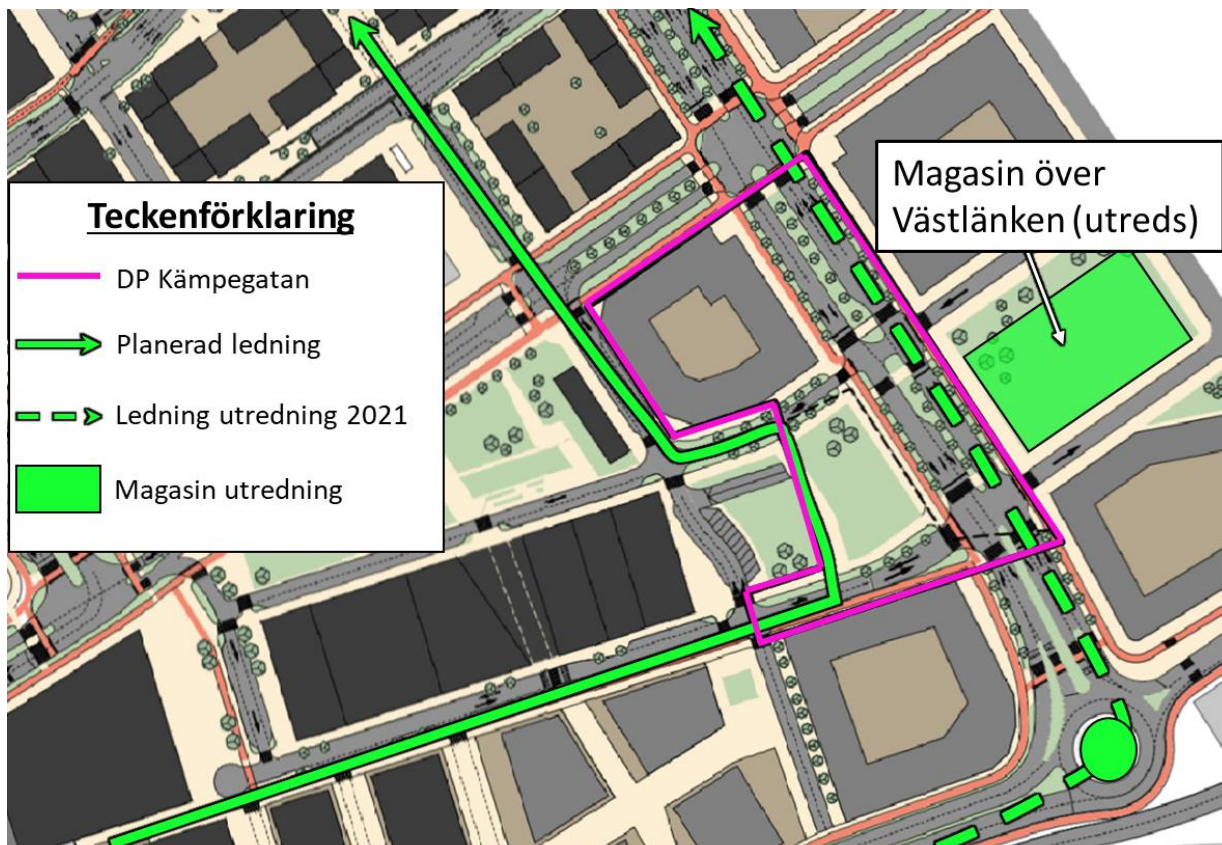 Teckenförklaring
DP Kämpegatan
Planerad ledning
Ledning utredning 2021
Magasin utredning
Magasin över
Västlänken (utreds)